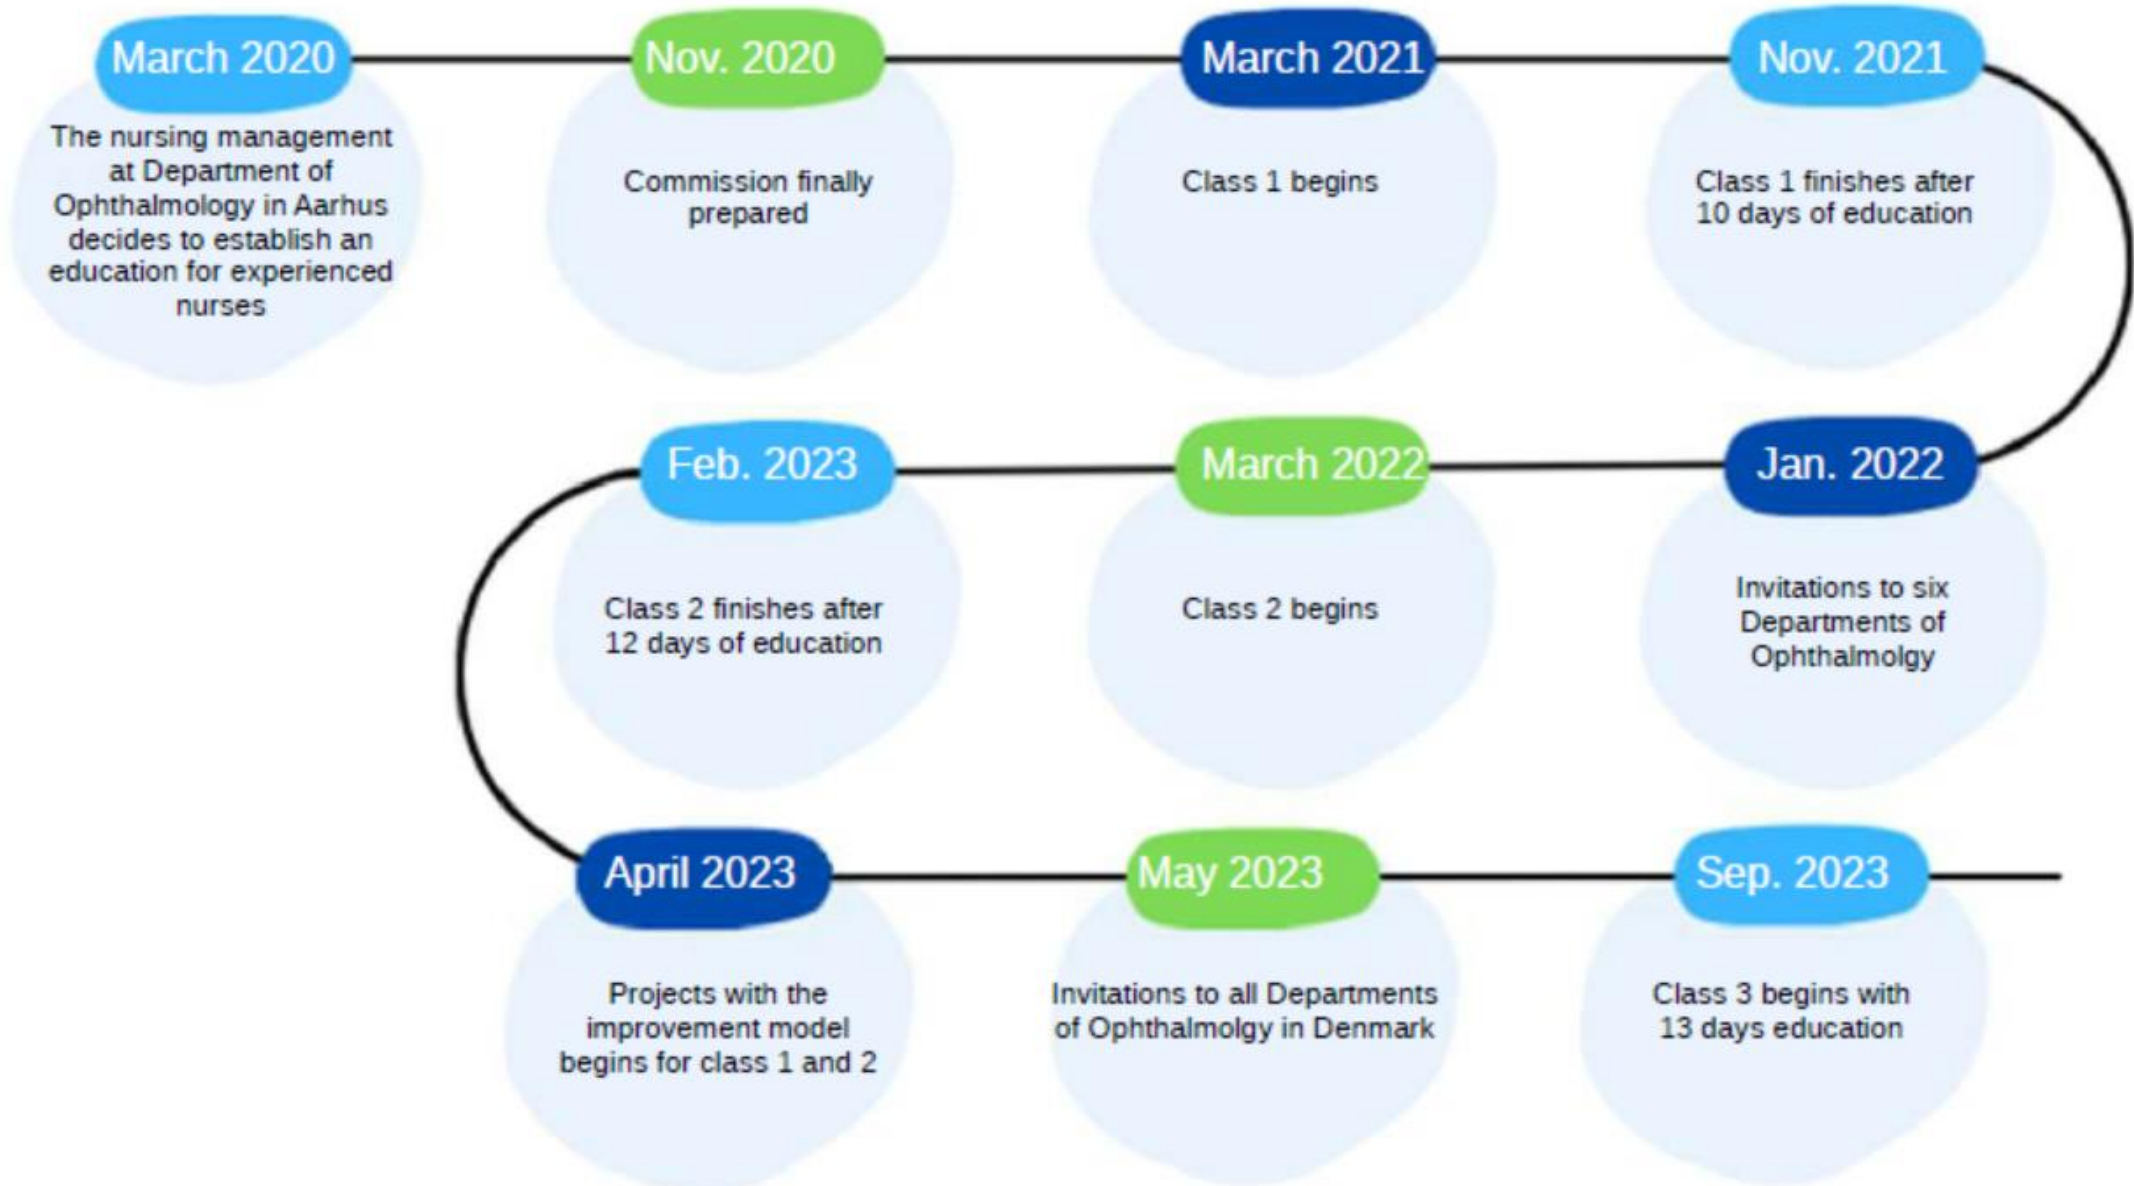 March 2020
The nursing management
at Department of
Ophthalmology in Aarhus
decides to establish an
education for experienced
nurses
Nov. 2020
Commission finally
prepared
March 2021
Class 1 begins
Nov. 2021
Class 1 finishes after
10 days of education
Jan. 2022
Invitations to six
Departments of
Ophthalmolgy
March 2022
Class 2 begins
Feb. 2023
Class 2 finishes after
12 days of education
April 2023
Projects with the
improvement model
begins for class 1 and 2
May 2023
Invitations to all Departments
of Ophthalmolgy in Denmark
Sep. 2023
Class 3 begins with
13 days education